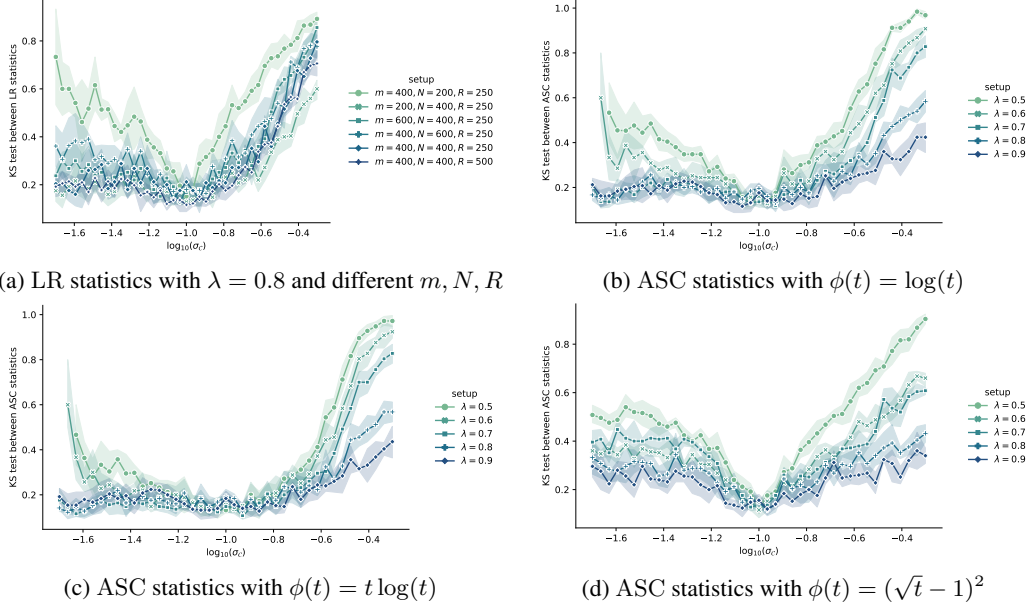 KS test between LR statistics
0.8
0.6
0.4
0.2
−1.6 −1.4 −1.2 −1.0 −0.8 −0.6 −0.4
log₁₀(σ_C)
setup
m = 400, N = 200, R = 250
m = 200, N = 400, R = 250
m = 600, N = 400, R = 250
m = 400, N = 600, R = 250
m = 400, N = 400, R = 250
m = 400, N = 400, R = 500
(a) LR statistics with λ = 0.8 and different m, N, R
KS test between ASC statistics
1.0
0.8
0.6
0.4
0.2
−1.6 −1.4 −1.2 −1.0 −0.8 −0.6 −0.4
log₁₀(σ_C)
setup
λ = 0.5
λ = 0.6
λ = 0.7
λ = 0.8
λ = 0.9
(b) ASC statistics with ϕ(t) = log(t)
KS test between ASC statistics
1.0
0.8
0.6
0.4
0.2
−1.6 −1.4 −1.2 −1.0 −0.8 −0.6 −0.4
log₁₀(σ_C)
setup
λ = 0.5
λ = 0.6
λ = 0.7
λ = 0.8
λ = 0.9
(c) ASC statistics with ϕ(t) = t log(t)
KS test between ASC statistics
0.8
0.6
0.4
0.2
−1.6 −1.4 −1.2 −1.0 −0.8 −0.6 −0.4
log₁₀(σ_C)
setup
λ = 0.5
λ = 0.6
λ = 0.7
λ = 0.8
λ = 0.9
(d) ASC statistics with ϕ(t) = (√t − 1)²